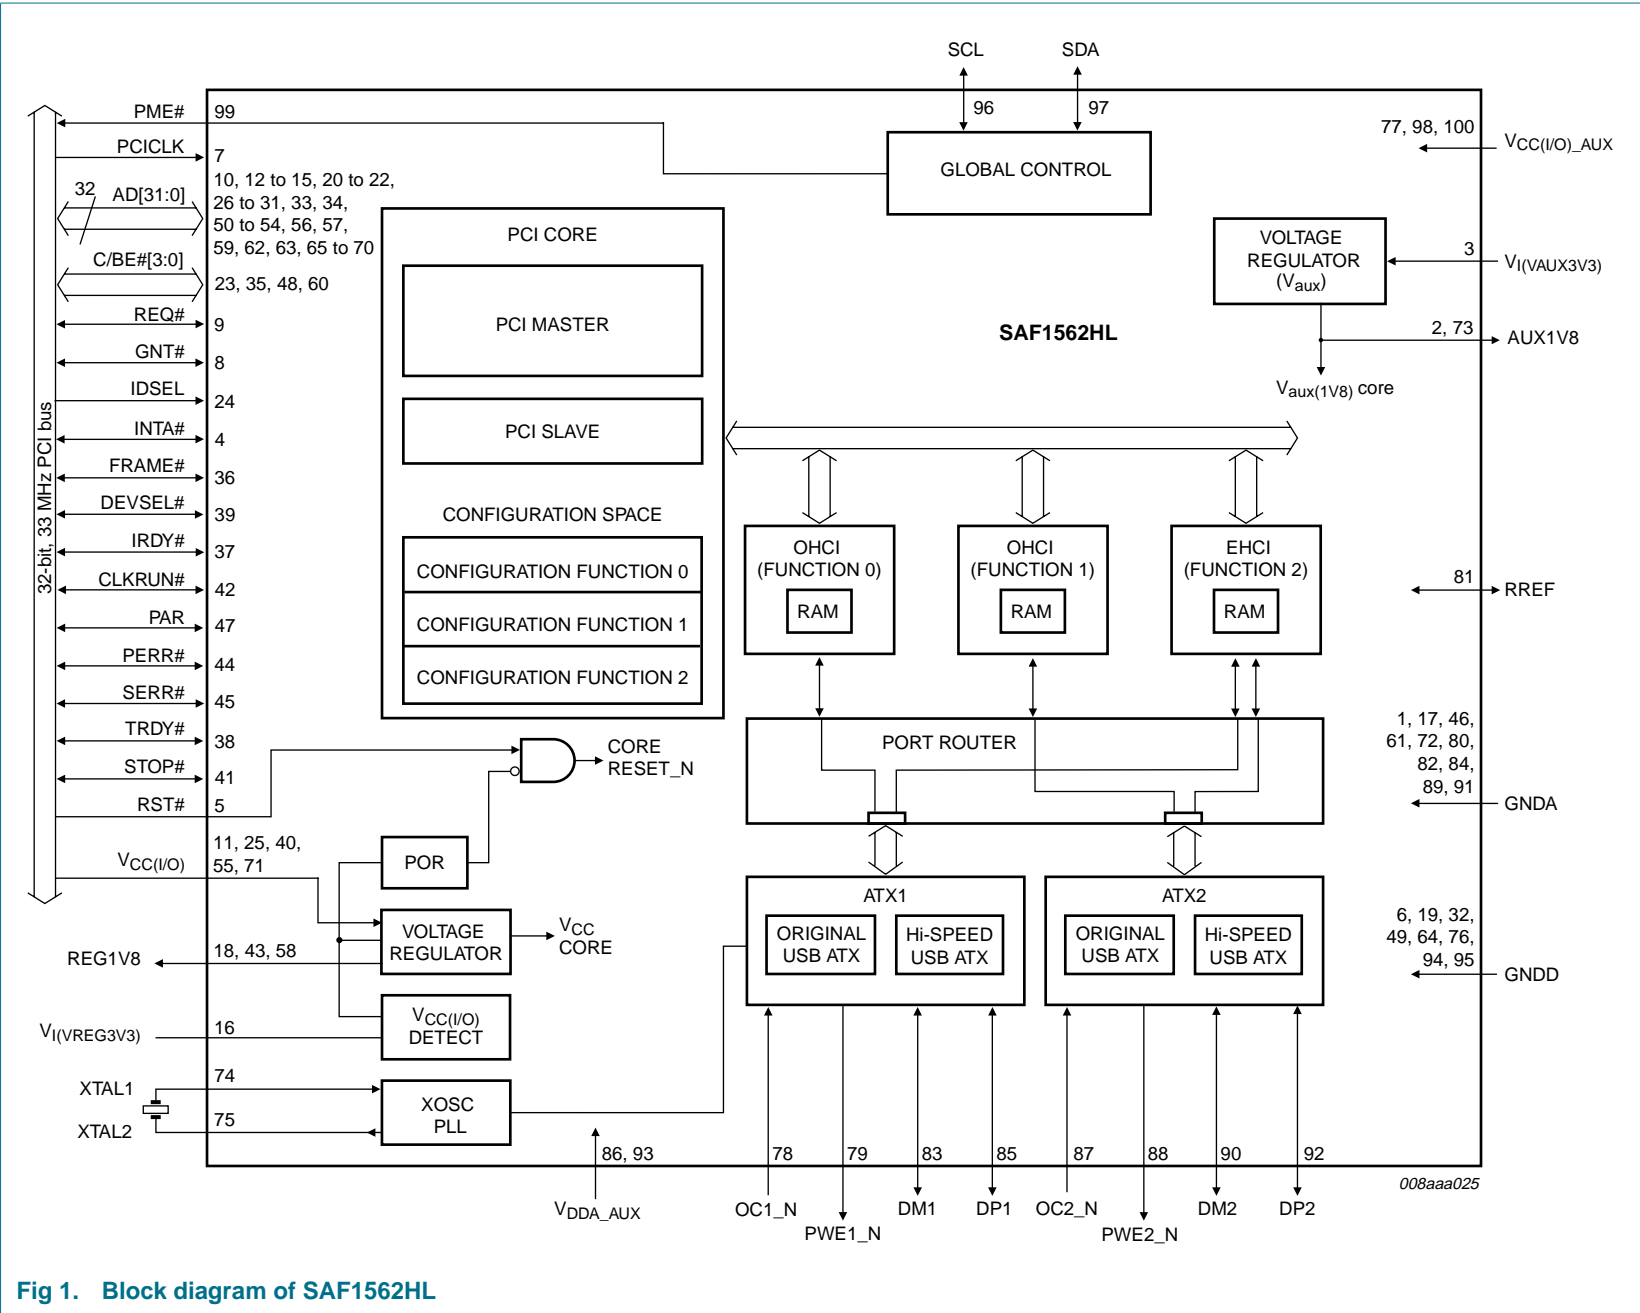 SCL
SDA
96
97
PME#
99
PCICLK
7
32
AD[31:0]
10, 12 to 15, 20 to 22,
26 to 31, 33, 34,
50 to 54, 56, 57,
59, 62, 63, 65 to 70
C/BE#[3:0]
23, 35, 48, 60
REQ#
9
GNT#
8
IDSEL
24
INTA#
4
FRAME#
36
DEVSEL#
39
IRDY#
37
CLKRUN#
42
PAR
47
PERR#
44
SERR#
45
TRDY#
38
STOP#
41
RST#
5
VCC(I/O)
11, 25, 40,
55, 71
32-bit, 33 MHz PCI bus
REG1V8
18, 43, 58
VI(VREG3V3)
16
XTAL1
74
XTAL2
75
GLOBAL CONTROL
77, 98, 100
VCC(I/O)_AUX
VOLTAGE
REGULATOR
(Vaux)
3
VI(VAUX3V3)
2, 73
AUX1V8
Vaux(1V8) core
SAF1562HL
PCI CORE
PCI MASTER
PCI SLAVE
CONFIGURATION SPACE
CONFIGURATION FUNCTION 0
CONFIGURATION FUNCTION 1
CONFIGURATION FUNCTION 2
OHCI
(FUNCTION 0)
RAM
OHCI
(FUNCTION 1)
RAM
EHCI
(FUNCTION 2)
RAM
81
RREF
PORT ROUTER
1, 17, 46,
61, 72, 80,
82, 84,
89, 91
GNDA
CORE
RESET_N
POR
VOLTAGE
REGULATOR
VCC
CORE
VCC(I/O)
DETECT
XOSC
PLL
ATX1
ORIGINAL
USB ATX
Hi-SPEED
USB ATX
ATX2
ORIGINAL
USB ATX
Hi-SPEED
USB ATX
6, 19, 32,
49, 64, 76,
94, 95
GNDD
86, 93
78
79
83
85
87
88
90
92
VDDA_AUX
OC1_N
PWE1_N
DM1
DP1
OC2_N
PWE2_N
DM2
DP2
008aaa025
Fig 1. Block diagram of SAF1562HL